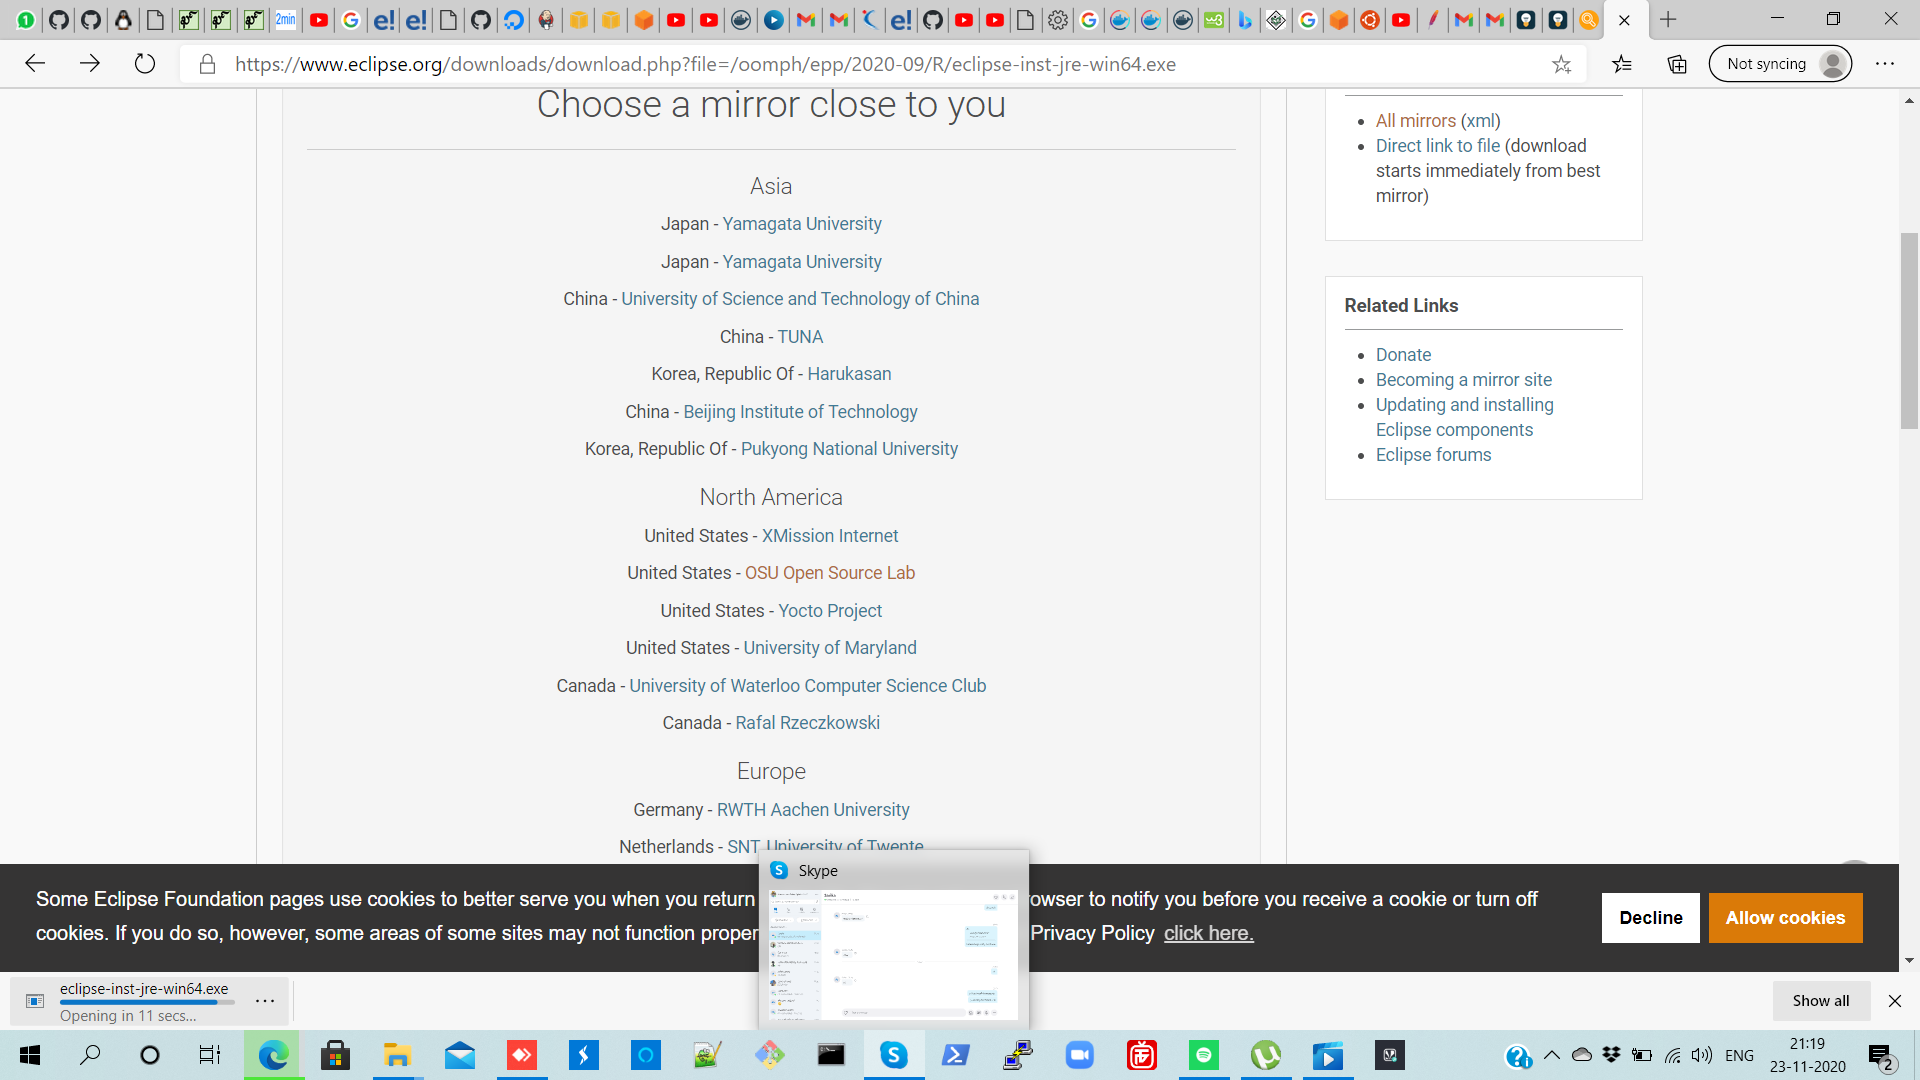 2min
https://www.eclipse.org/downloads/download.php?file=/oomph/epp/2020-09/R/eclipse-inst-jre-win64.exe
Not syncing
Choose a mirror close to you
Asia
Japan - Yamagata University
Japan - Yamagata University
China - University of Science and Technology of China
China - TUNA
Korea, Republic Of - Harukasan
China - Beijing Institute of Technology
Korea, Republic Of - Pukyong National University
North America
United States - XMission Internet
United States - OSU Open Source Lab
United States - Yocto Project
United States - University of Maryland
Canada - University of Waterloo Computer Science Club
Canada - Rafal Rzeczkowski
Europe
Germany - RWTH Aachen University
Netherlands - SNT, University of Twente
All mirrors (xml)
Direct link to file (download
starts immediately from best
mirror)
Related Links
Donate
Becoming a mirror site
Updating and installing
Eclipse components
Eclipse forums
Skype
Some Eclipse Foundation pages use cookies to better serve you when you return
rowser to notify you before you receive a cookie or turn off
cookies. If you do so, however, some areas of some sites may not function proper
Privacy Policy click here.
Decline
Allow cookies
eclipse-inst-jre-win64.exe
Opening in 11 secs...
Show all
ENG
21:19
23-11-2020
2